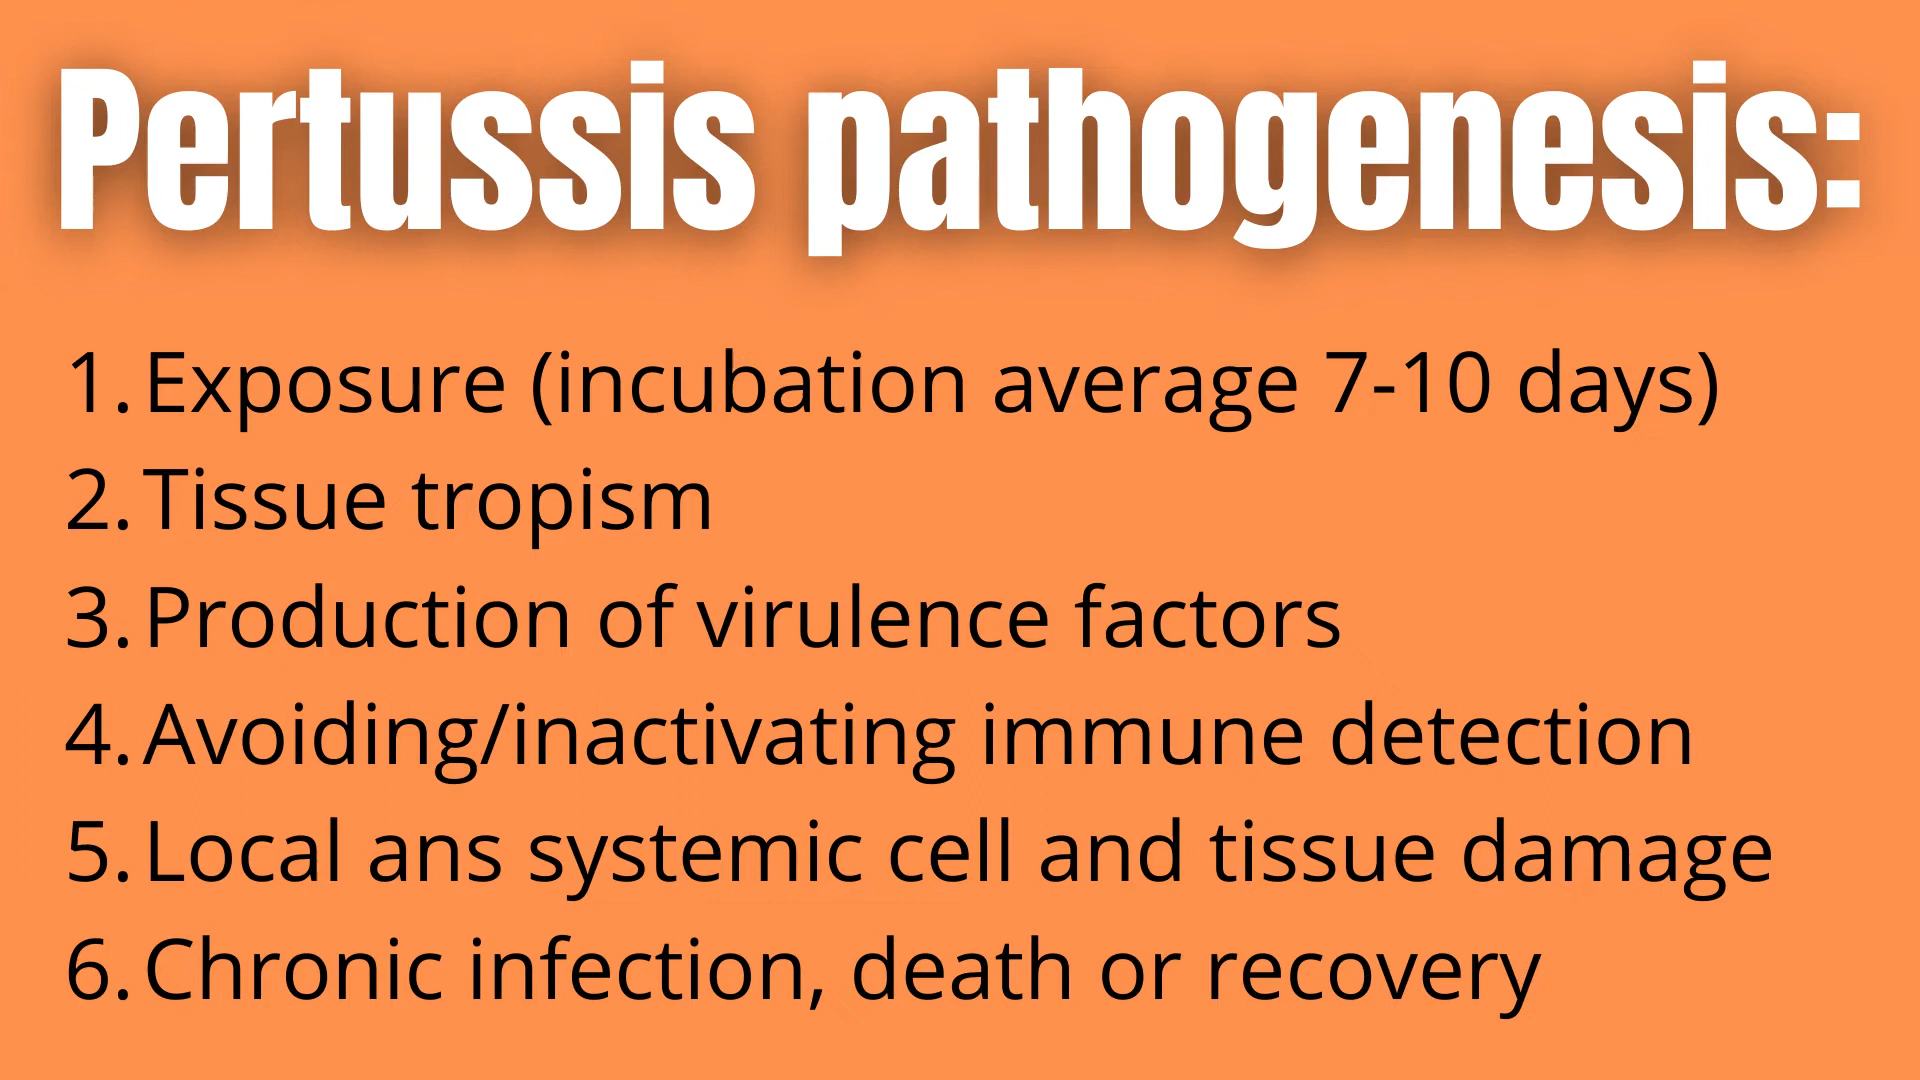 Pertussis pathogenesis:
1. Exposure (incubation average 7-10 days)
2. Tissue tropism
3. Production of virulence factors
4. Avoiding/inactivating immune detection
5. Local ans systemic cell and tissue damage
6. Chronic infection, death or recovery